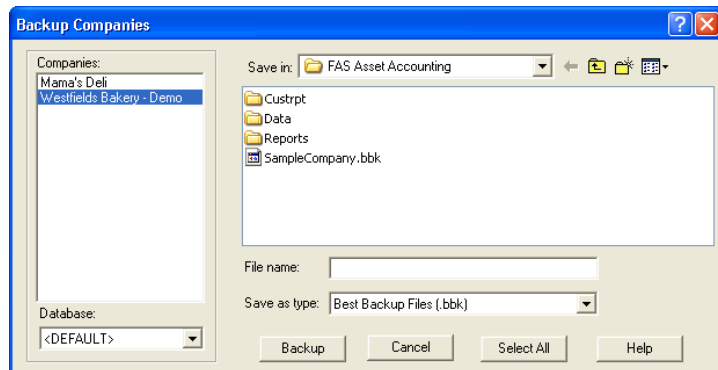 Backup Companies
Companies:
Mama's Deli
Westfields Bakery - Demo
Database:
<DEFAULT>
Save in: FAS Asset Accounting
Custrpt
Data
Reports
SampleCompany.bbk
File name:
Save as type: Best Backup Files (.bbk)
Backup Cancel Select All Help